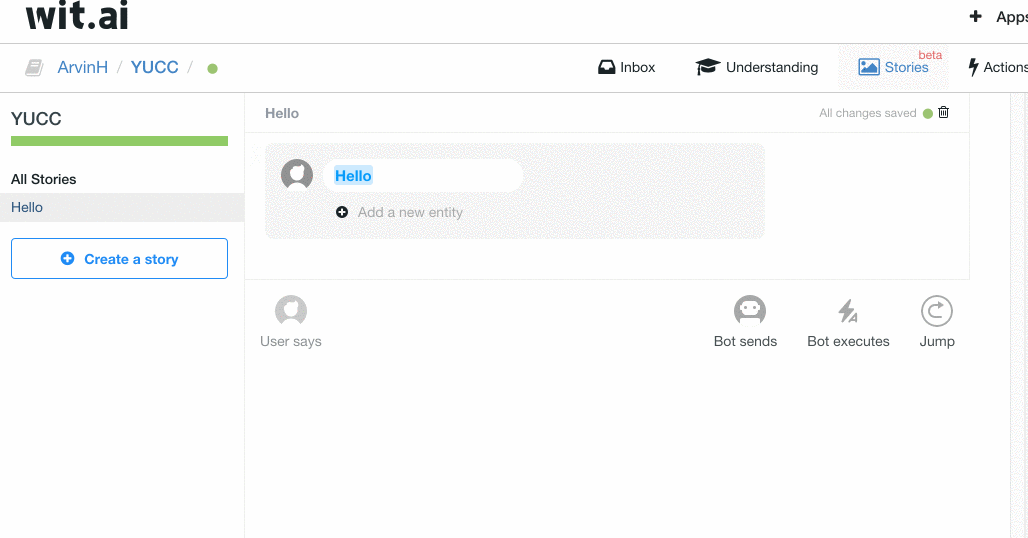 wit.ai
Apps
ArvinH / YUCC /
Inbox
Understanding
Stories
beta
Actions
YUCC
Hello
All changes saved
All Stories
Hello
Create a story
Hello
Add a new entity
User says
Bot sends
Bot executes
Jump